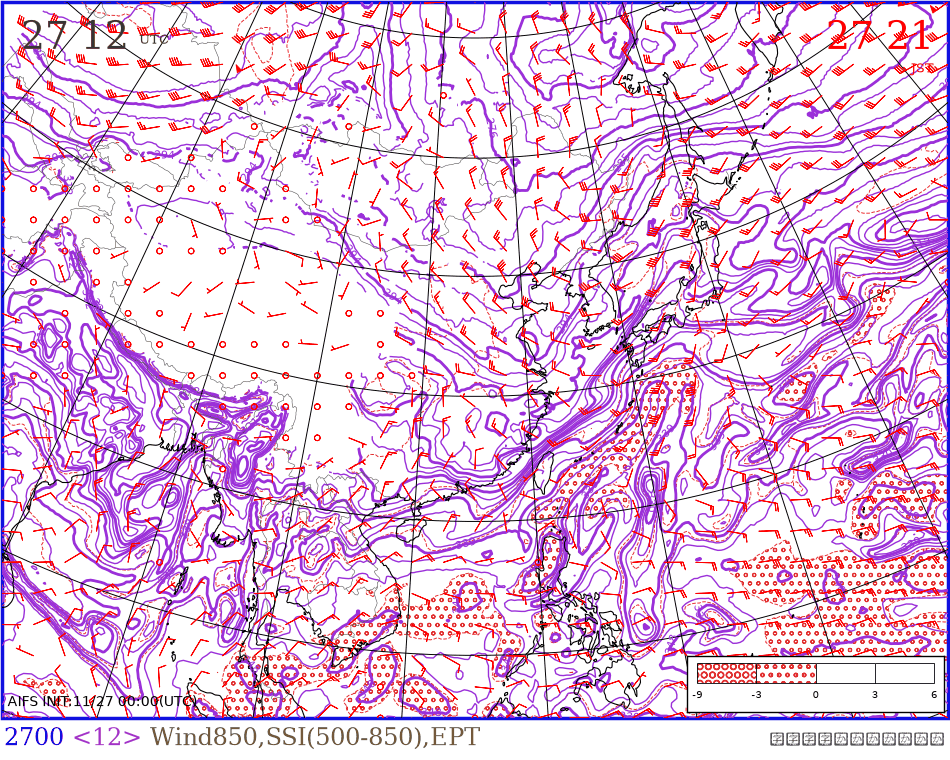 27 12 UTC 27 21
JST
AIFS INIT:11/27 00:00(UTC)
-9 -3 0 3 6
2700 <12> Wind850,SSI(500-850),EPT